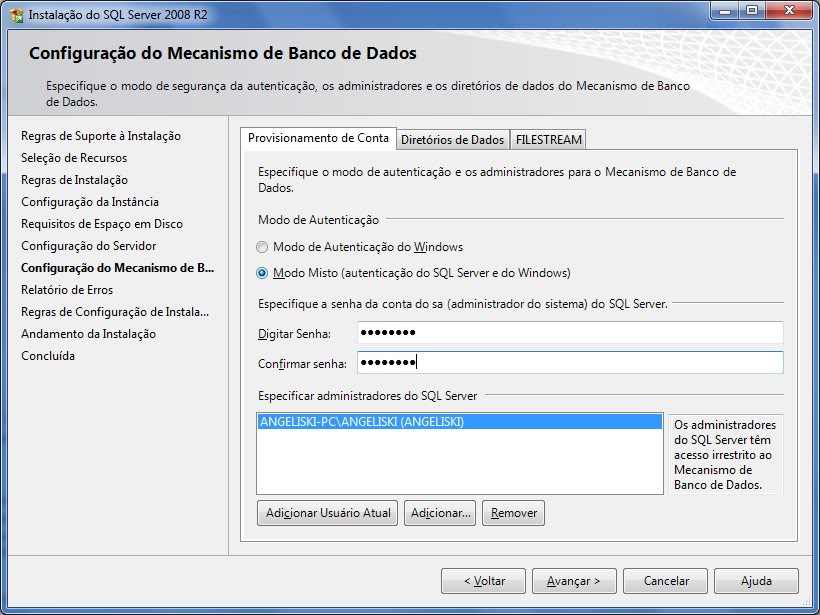 Instalação do SQL Server 2008 R2
Configuração do Mecanismo de Banco de Dados
Especifique o modo de segurança da autenticação, os administradores e os diretórios de dados do Mecanismo de Banco
de Dados.
Regras de Suporte à Instalação
Seleção de Recursos
Regras de Instalação
Configuração da Instância
Requisitos de Espaço em Disco
Configuração do Servidor
Configuração do Mecanismo de B...
Relatório de Erros
Regras de Configuração de Instala...
Andamento da Instalação
Concluída
Provisionamento de Conta
Diretórios de Dados
FILESTREAM
Especifique o modo de autenticação e os administradores para o Mecanismo de Banco de
Dados.
Modo de Autenticação
Modo de Autenticação do Windows
Modo Misto (autenticação do SQL Server e do Windows)
Especifique a senha da conta do sa (administrador do sistema) do SQL Server.
Digitar Senha: ●●●●●●●●
Confirmar senha: ●●●●●●●●
Especificar administradores do SQL Server
ANGELISKI-PC\ANGELISKI (ANGELISKI)
Os administradores
do SQL Server têm
acesso irrestrito ao
Mecanismo de
Banco de Dados.
Adicionar Usuário Atual
Adicionar...
Remover
< Voltar
Avançar >
Cancelar
Ajuda